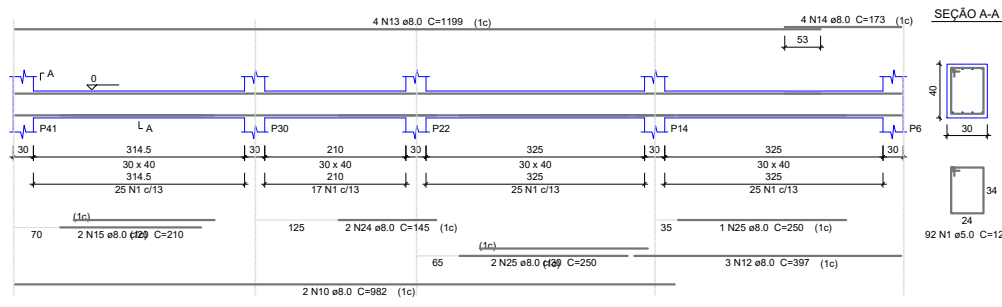 4 N13 ø8.0 C=1199 (1c)
4 N14 ø8.0 C=173 (1c)
SEÇÃO A-A
53
A
0
40
30
A
P41
P30
P22
P14
P6
30
314.5
30
210
30
325
30
325
30
30 x 40
30 x 40
30 x 40
30 x 40
314.5
210
325
325
25 N1 c/13
17 N1 c/13
25 N1 c/13
25 N1 c/13
34
24
92 N1 ø5.0 C=12
(1c)
70
2 N15 ø8.0 C=210
125
2 N24 ø8.0 C=145 (1c)
35
1 N25 ø8.0 C=250 (1c)
(1c)
65
2 N25 ø8.0 C=250
3 N12 ø8.0 C=397 (1c)
2 N10 ø8.0 C=982 (1c)